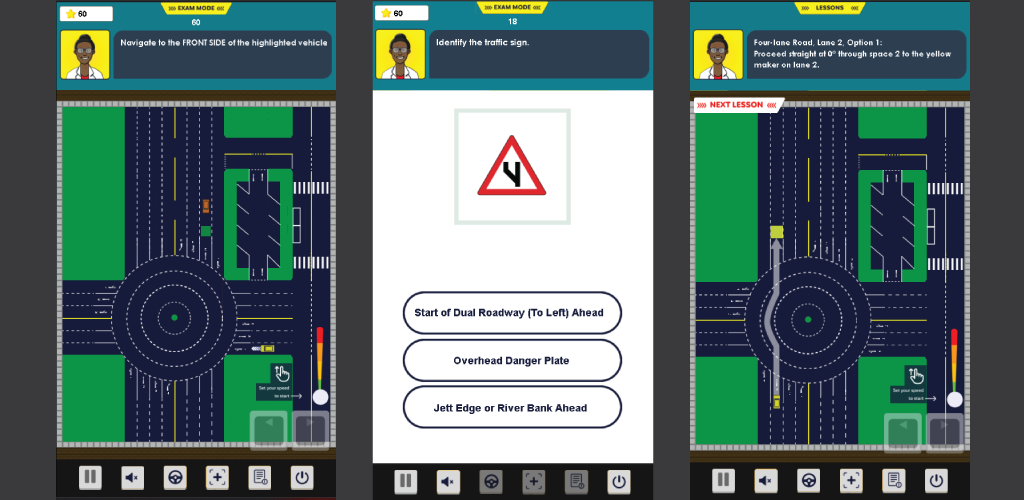 60
EXAM MODE
60
Navigate to the FRONT SIDE of the highlighted vehicle
Set your speed
to start
60
EXAM MODE
18
Identify the traffic sign.
Start of Dual Roadway (To Left) Ahead
Overhead Danger Plate
Jett Edge or River Bank Ahead
LESSONS
Four-lane Road, Lane 2, Option 1:
Proceed straight at 0° through space 2 to the yellow
maker on lane 2.
NEXT LESSON
Set your speed
to start